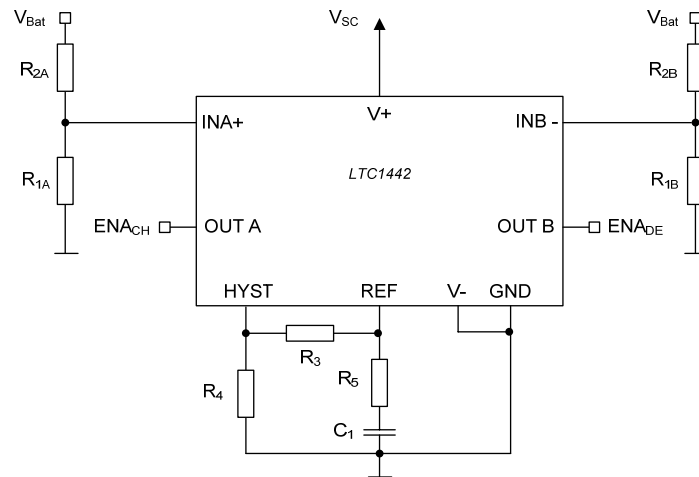 VBat
VSC
VBat
R2A
R2B
INA+
V+
INB -
LTC1442
R1A
R1B
ENACH
OUT A
OUT B
ENADE
HYST
REF
V-
GND
R3
R4
R5
C1